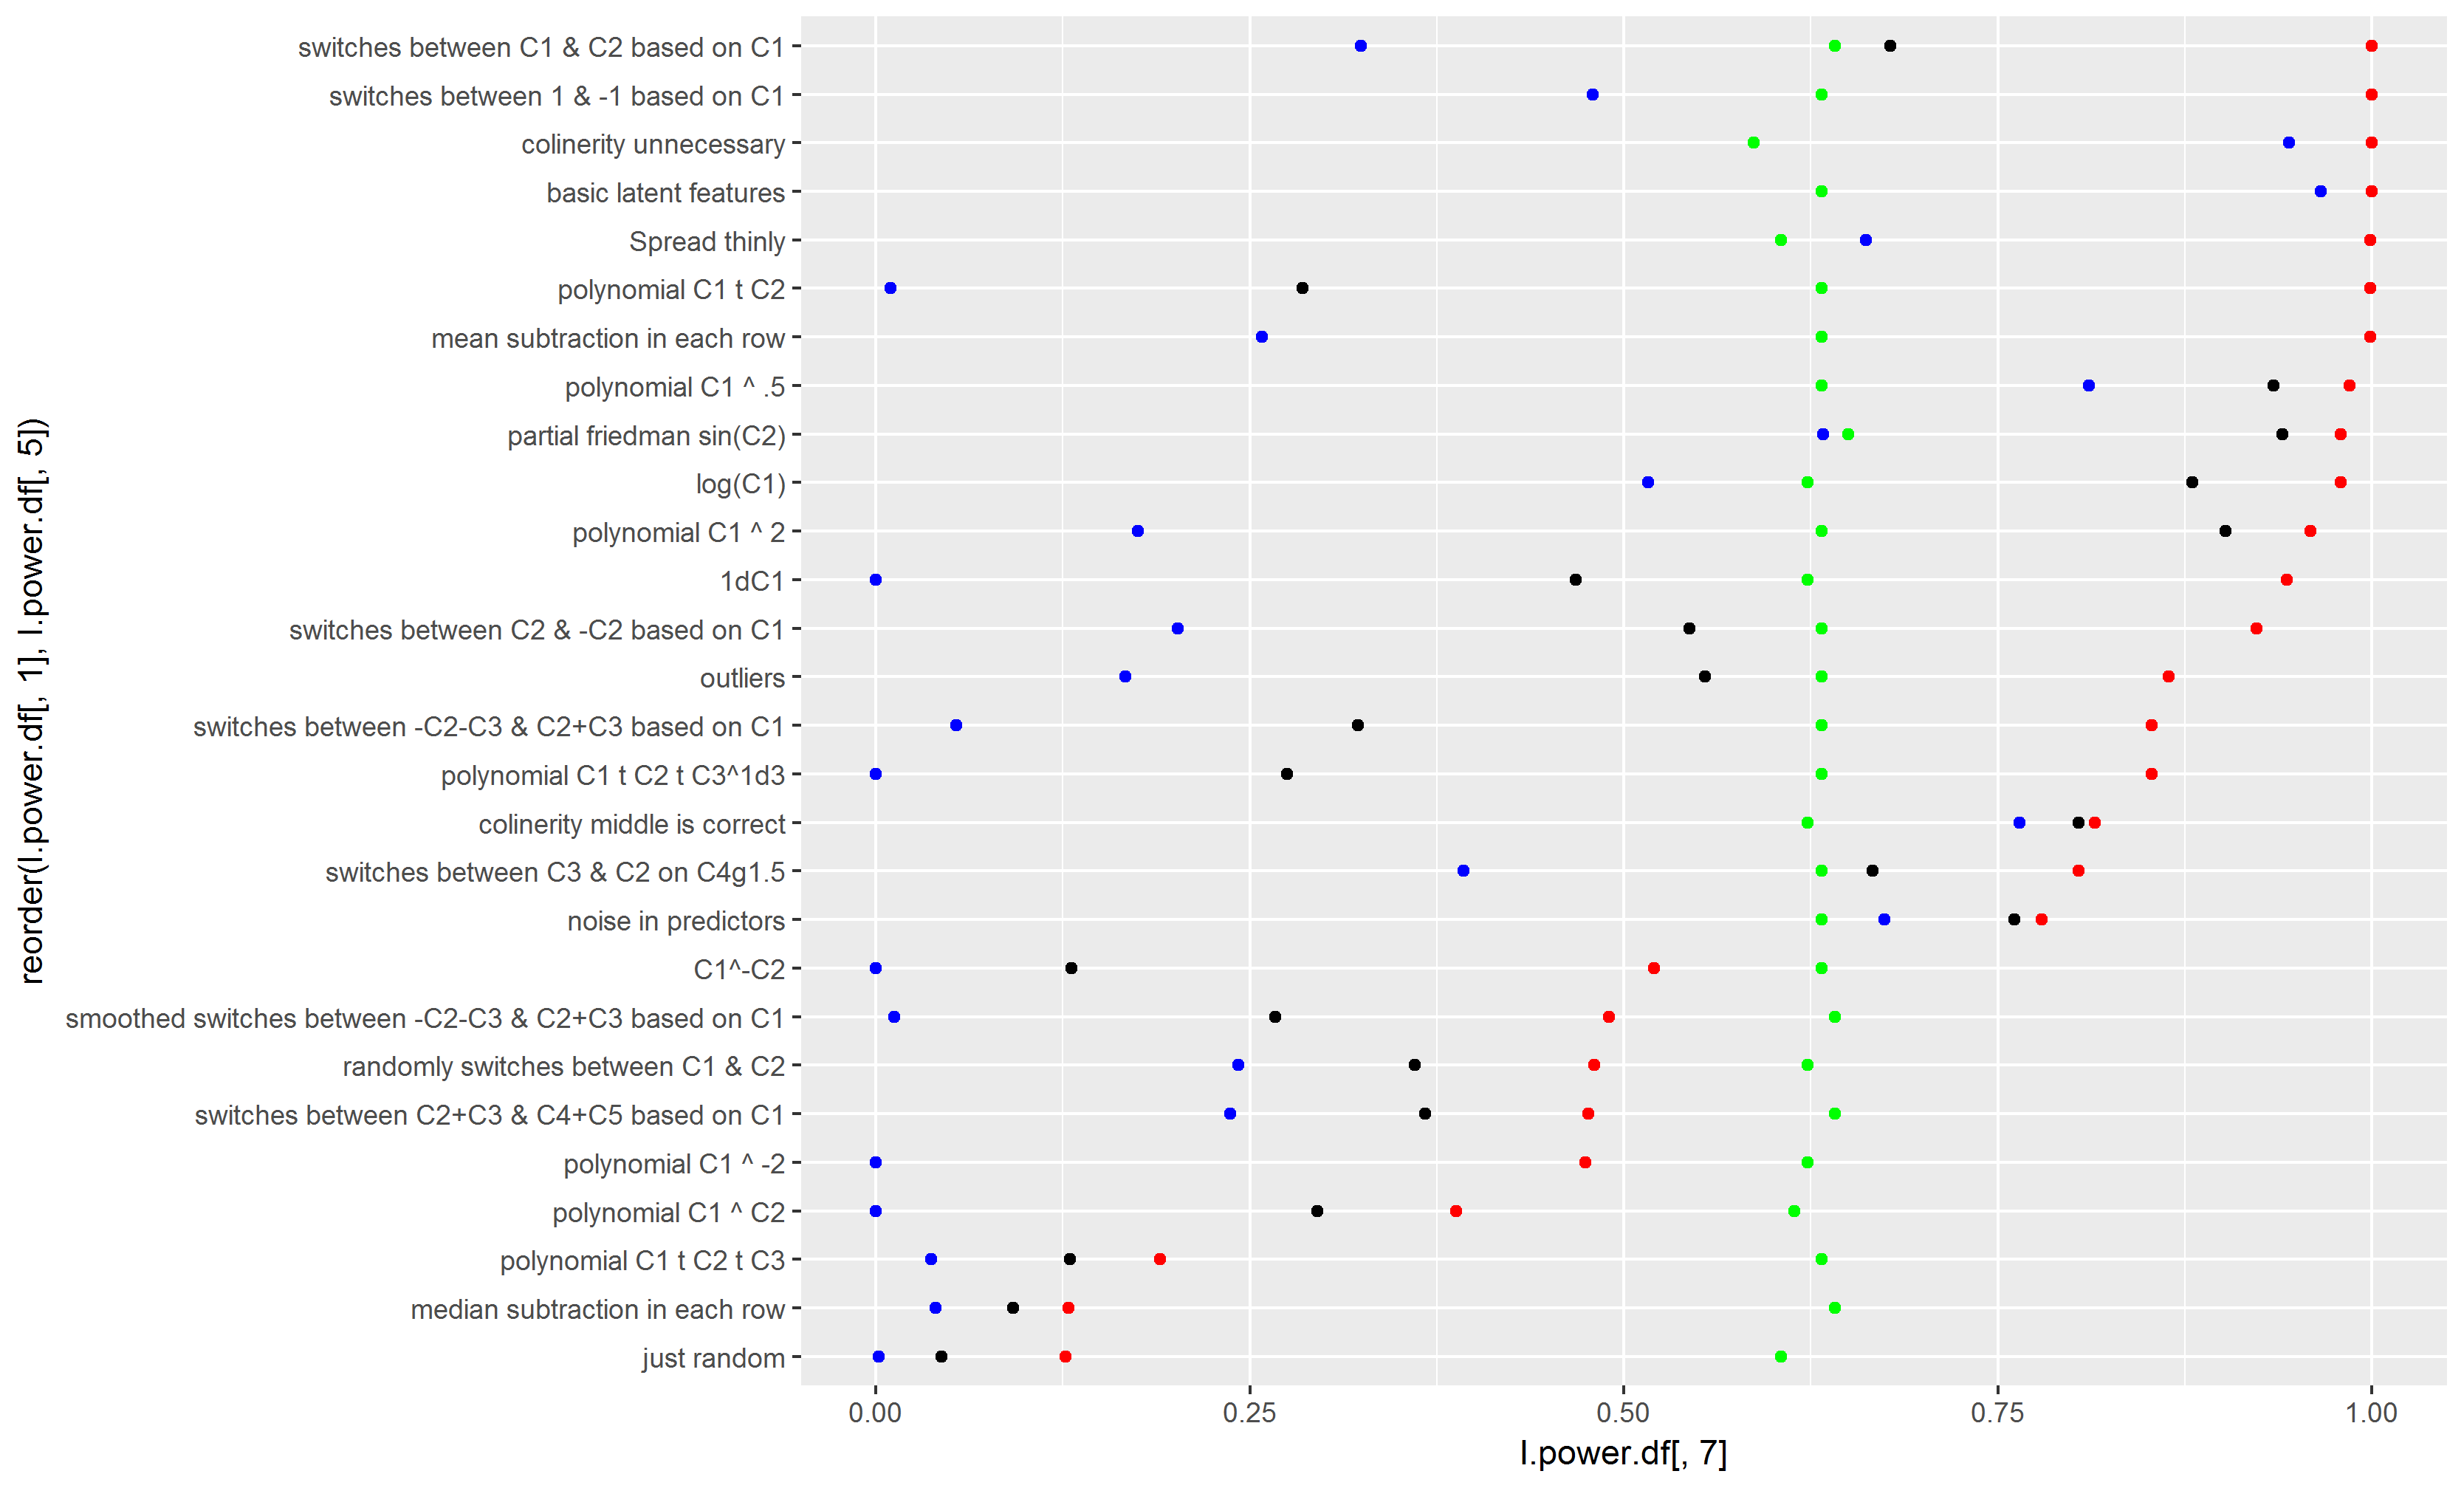 switches between C1 & C2 based on C1
switches between 1 & -1 based on C1
colinerity unnecessary
basic latent features
Spread thinly
polynomial C1 t C2
mean subtraction in each row
polynomial C1 ^ .5
partial friedman sin(C2)
log(C1)
polynomial C1 ^ 2
1dC1
switches between C2 & -C2 based on C1
outliers
switches between -C2-C3 & C2+C3 based on C1
polynomial C1 t C2 t C3^1d3
colinerity middle is correct
switches between C3 & C2 on C4g1.5
noise in predictors
C1^-C2
smoothed switches between -C2-C3 & C2+C3 based on C1
randomly switches between C1 & C2
switches between C2+C3 & C4+C5 based on C1
polynomial C1 ^ -2
polynomial C1 ^ C2
polynomial C1 t C2 t C3
median subtraction in each row
just random
reorder(l.power.df[, 1], l.power.df[, 5])
0.00 0.25 0.50 0.75 1.00
l.power.df[, 7]